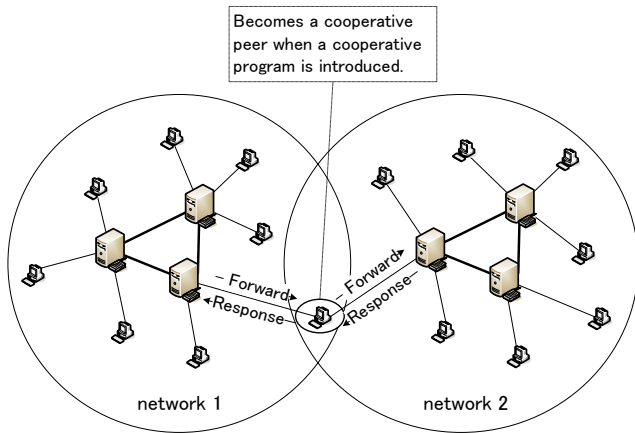 Becomes a cooperative
peer when a cooperative
program is introduced.
Forward
Response
Forward
Response
network 1
network 2